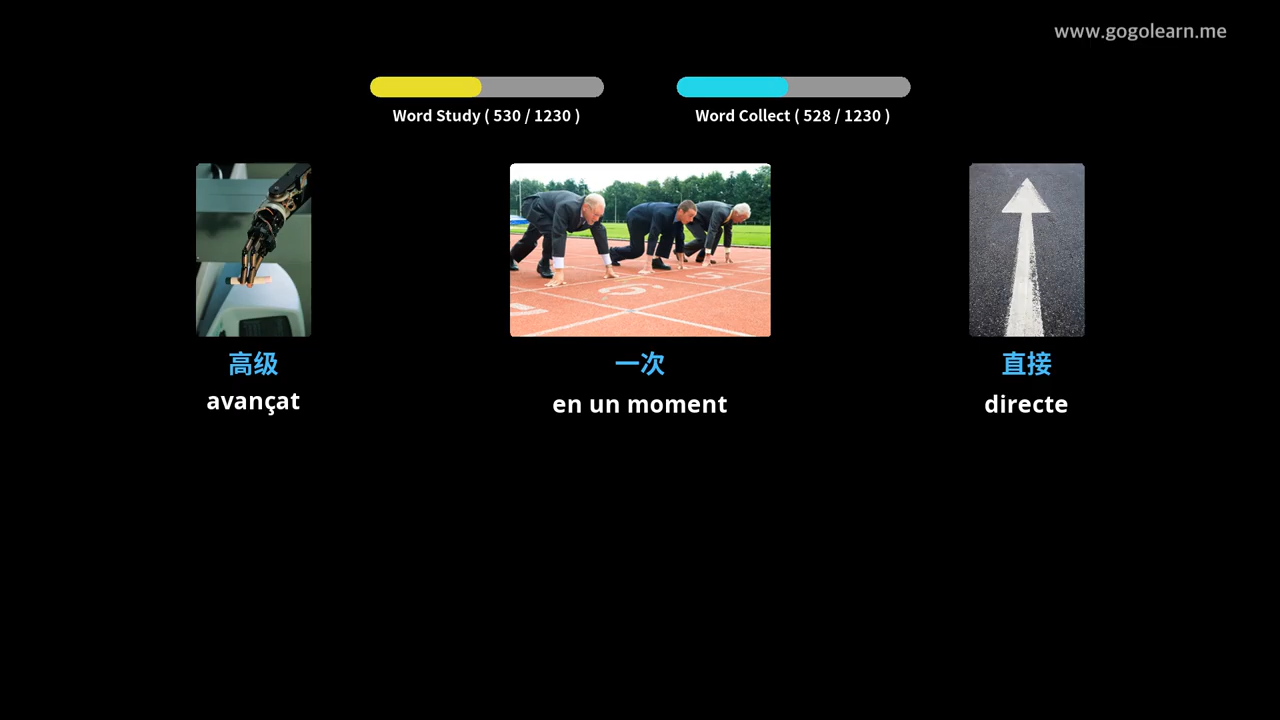 www.gogolearn.me
Word Study ( 530 / 1230 )
Word Collect ( 528 / 1230 )
高级
一次
直接
avançat
en un moment
directe